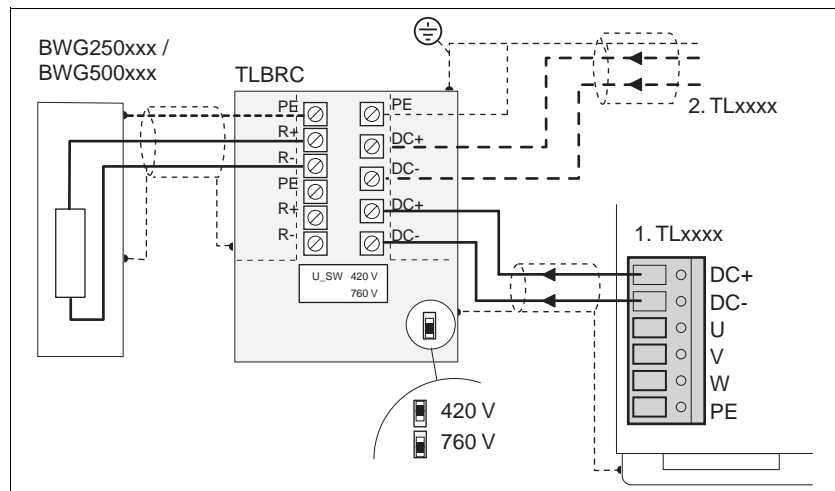 BWG250xxx /
BWG500xxx
TLBRC
PE
R+
R-
PE
R+
R-
PE
DC+
DC-
DC+
DC-
U_SW 420 V
760 V
420 V
760 V
2. TLxxxx
1. TLxxxx
DC+
DC-
U
V
W
PE